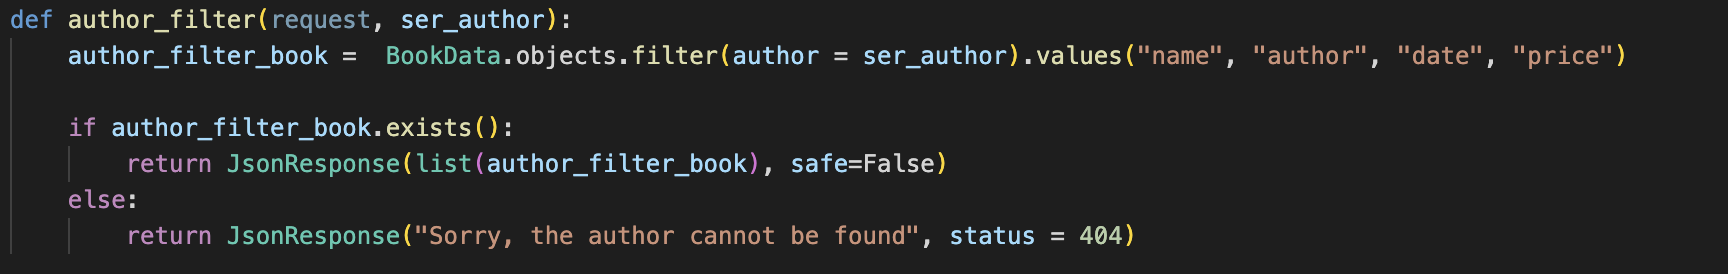 def author_filter(request, ser_author):
    author_filter_book =  BookData.objects.filter(author = ser_author).values("name", "author", "date", "price")
    if author_filter_book.exists():
        return JsonResponse(list(author_filter_book), safe=False)
    else:
        return JsonResponse("Sorry, the author cannot be found", status = 404)